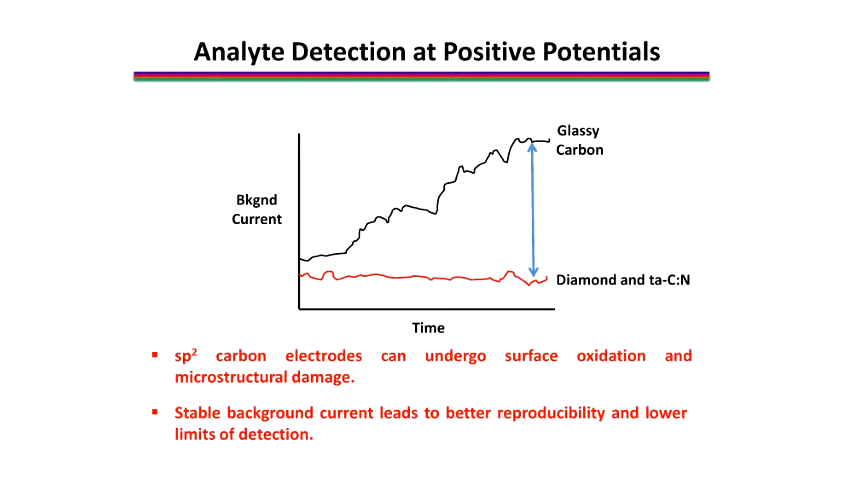 Analyte Detection at Positive Potentials
Glassy
Carbon
Bkgnd
Current
Diamond and ta-C:N
Time
▪ sp² carbon electrodes can undergo surface oxidation and
microstructural damage.
▪ Stable background current leads to better reproducibility and lower
limits of detection.